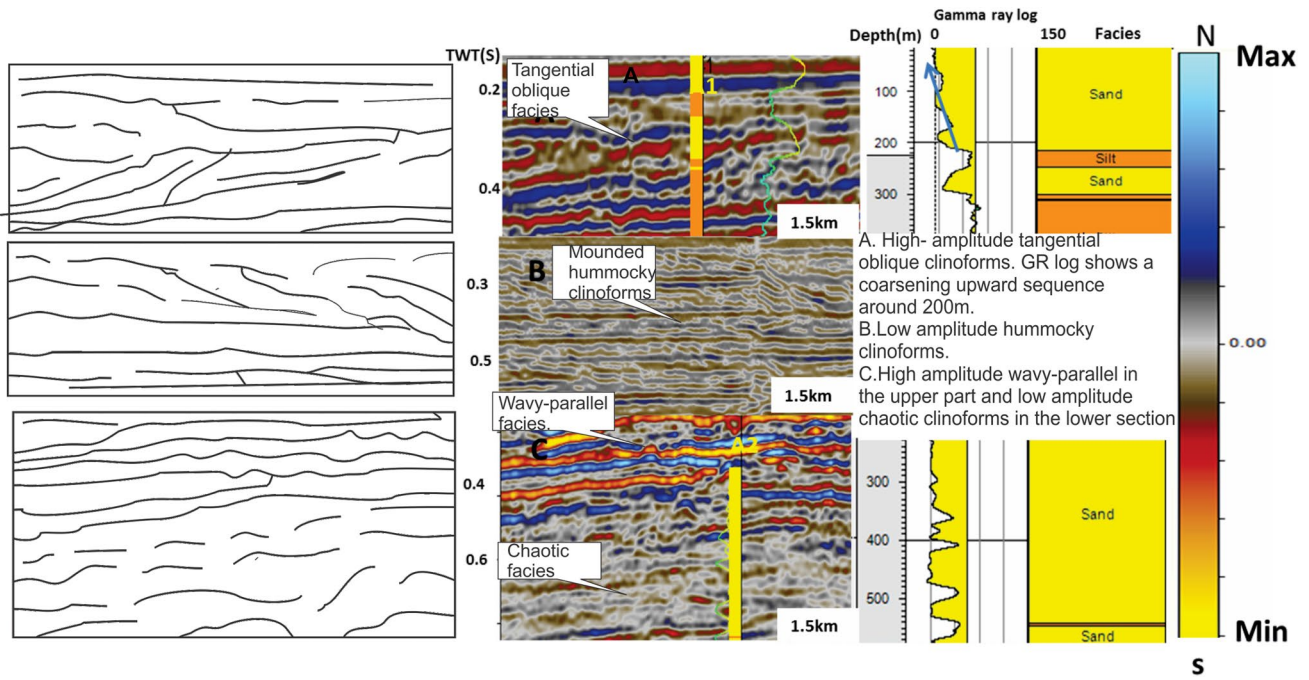 Gamma ray log
Depth(m) 0 150 Facies
N
Max
TWT(S)
Tangential
oblique
facies
A
1
1
0.2
0.4
1.5km
100
200
300
Sand
Silt
Sand
Mounded
hummocky
clinoforms
B
0.3
0.5
1.5km
A. High- amplitude tangential
oblique clinoforms. GR log shows a
coarsening upward sequence
around 200m.
B.Low amplitude hummocky
clinoforms.
C.High amplitude wavy-parallel in
the upper part and low amplitude
chaotic clinoforms in the lower section
0.00
Wavy-parallel
facies.
C
A2
0.4
0.6
Chaotic
facies
1.5km
300
400
500
Sand
Sand
Min
S